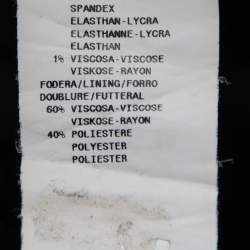 SPANDEX
ELASTHAN-LYCRA
ELASTHANNE-LYCRA
ELASTHAN
1% VISCOSA-VISCOSE
VISKOSE-RAYON
FODERA/LINING/FORRO
DOUBLURE/FUTTERAL
60% VISCOSA-VISCOSE
VISKOSE-RAYON
40% POLIESTERE
POLYESTER
POLIESTER